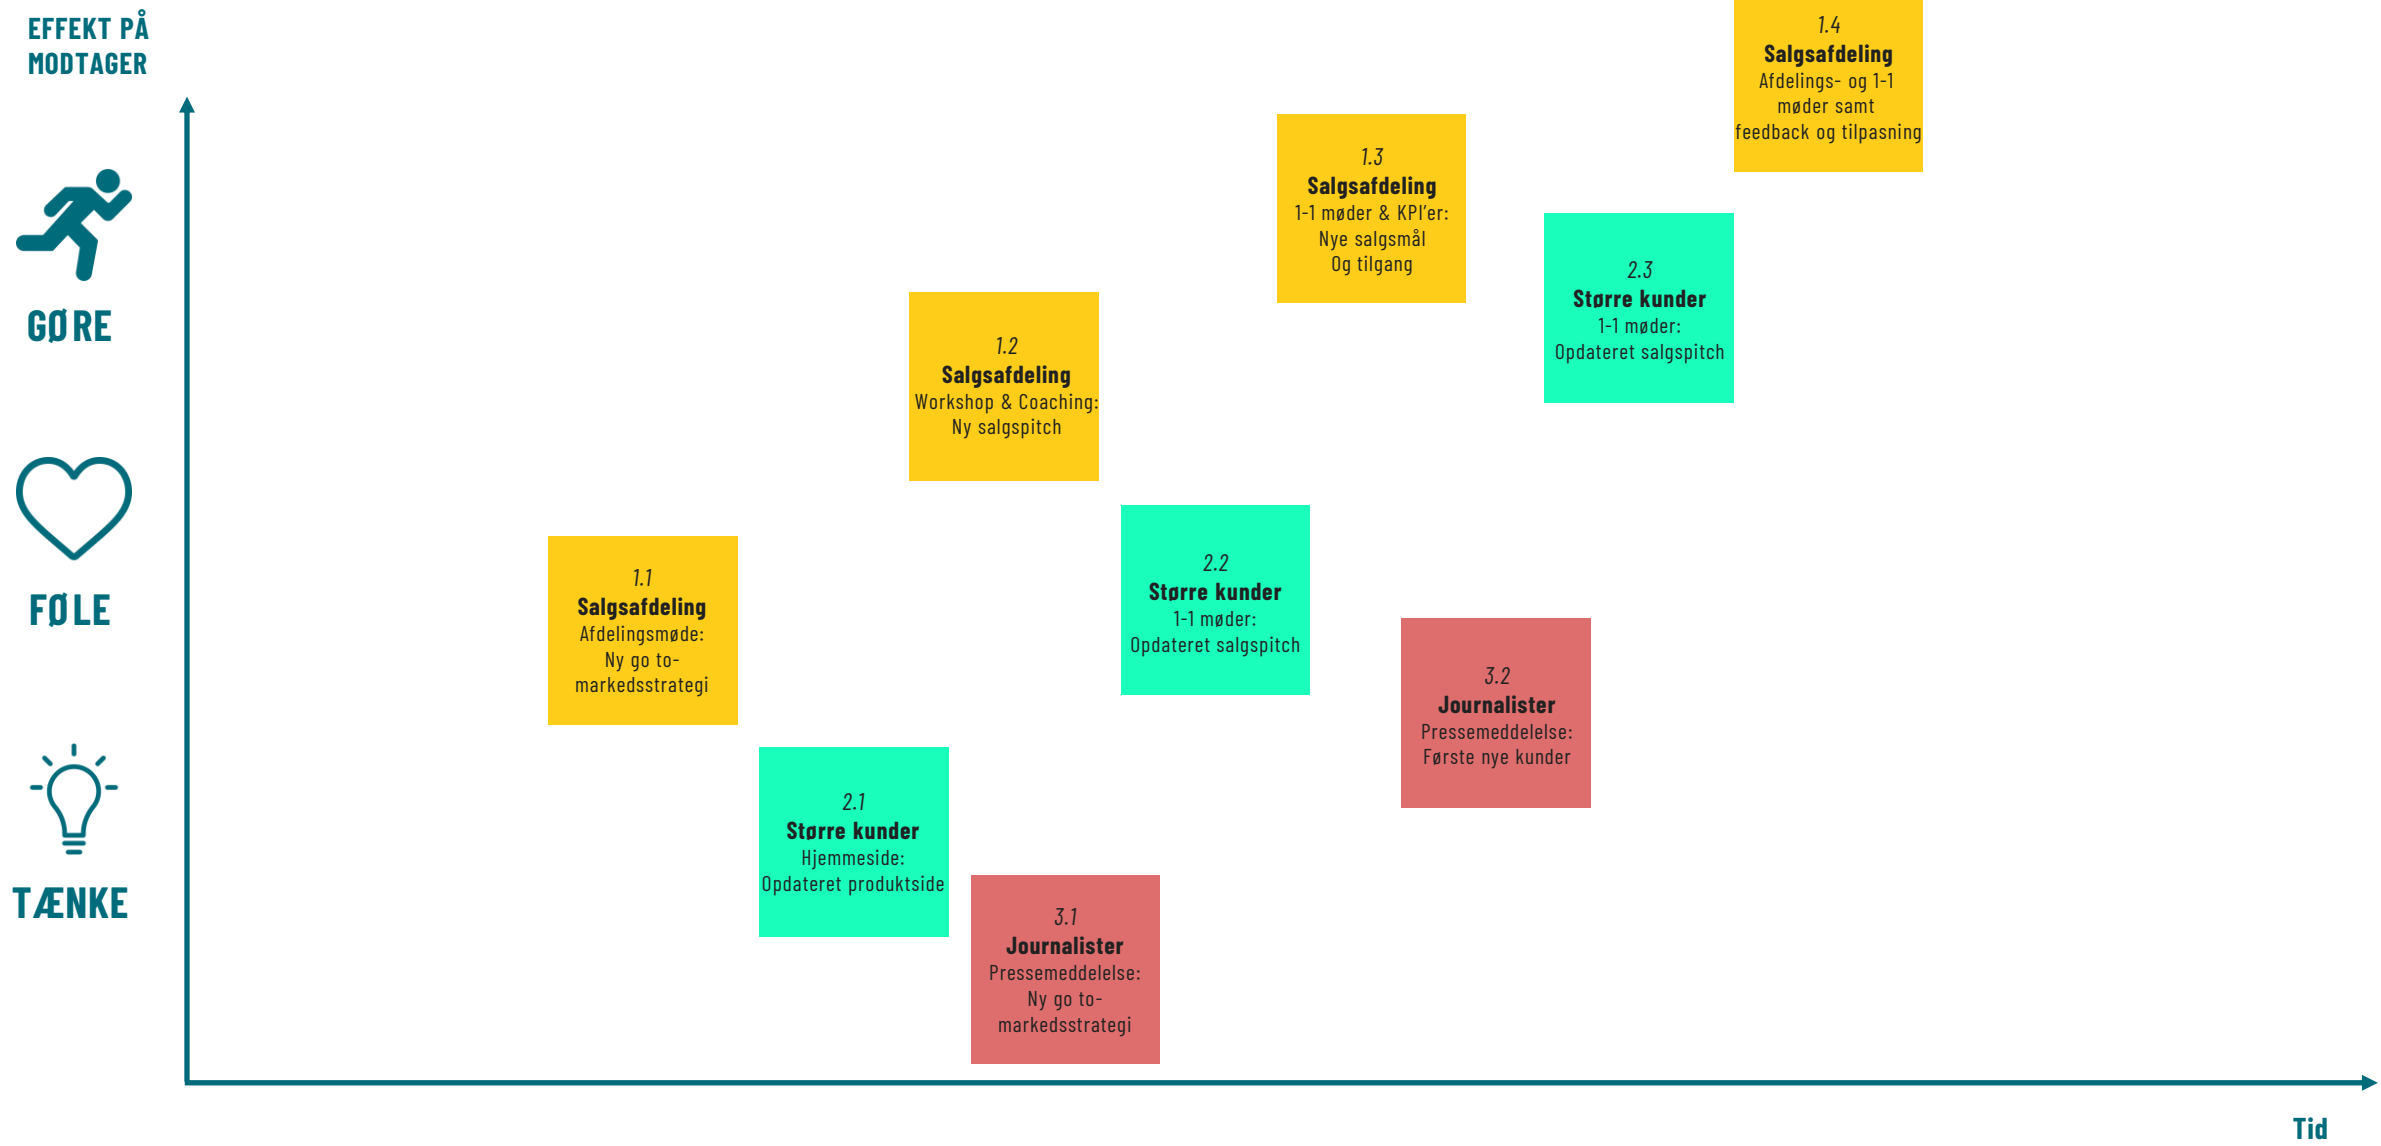 EFFEKT PÅ
MODTAGER
GØRE
FØLE
TÆNKE
1.1
Salgsafdeling
Afdelingsmøde:
Ny go to-
markedsstrategi
1.2
Salgsafdeling
Workshop & Coaching:
Ny salgspitch
1.3
Salgsafdeling
1-1 møder & KPI’er:
Nye salgsmål
Og tilgang
1.4
Salgsafdeling
Afdelings- og 1-1
møder samt
feedback og tilpasning
2.1
Større kunder
Hjemmeside:
Opdateret produktside
2.2
Større kunder
1-1 møder:
Opdateret salgspitch
2.3
Større kunder
1-1 møder:
Opdateret salgspitch
3.1
Journalister
Pressemeddelelse:
Ny go to-
markedsstrategi
3.2
Journalister
Pressemeddelelse:
Første nye kunder
Tid